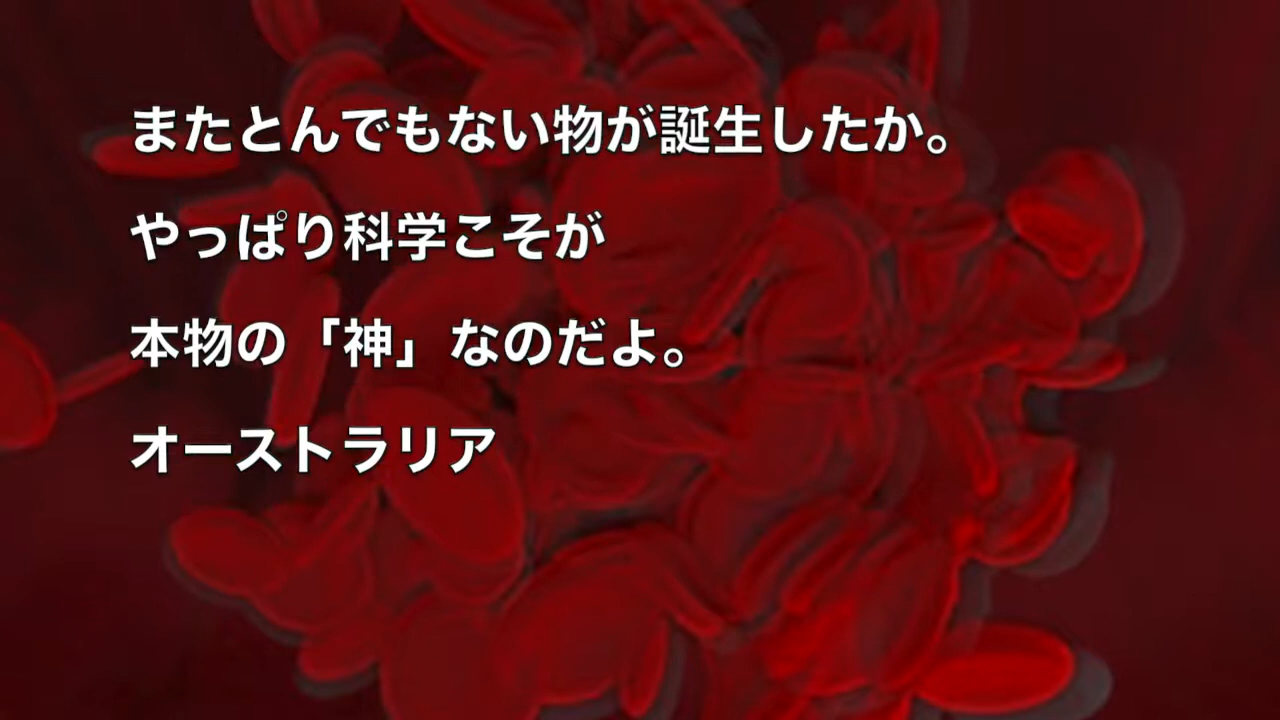 またとんでもない物が誕生したか。
やっぱり科学こそが
本物の「神」なのだよ。
オーストラリア